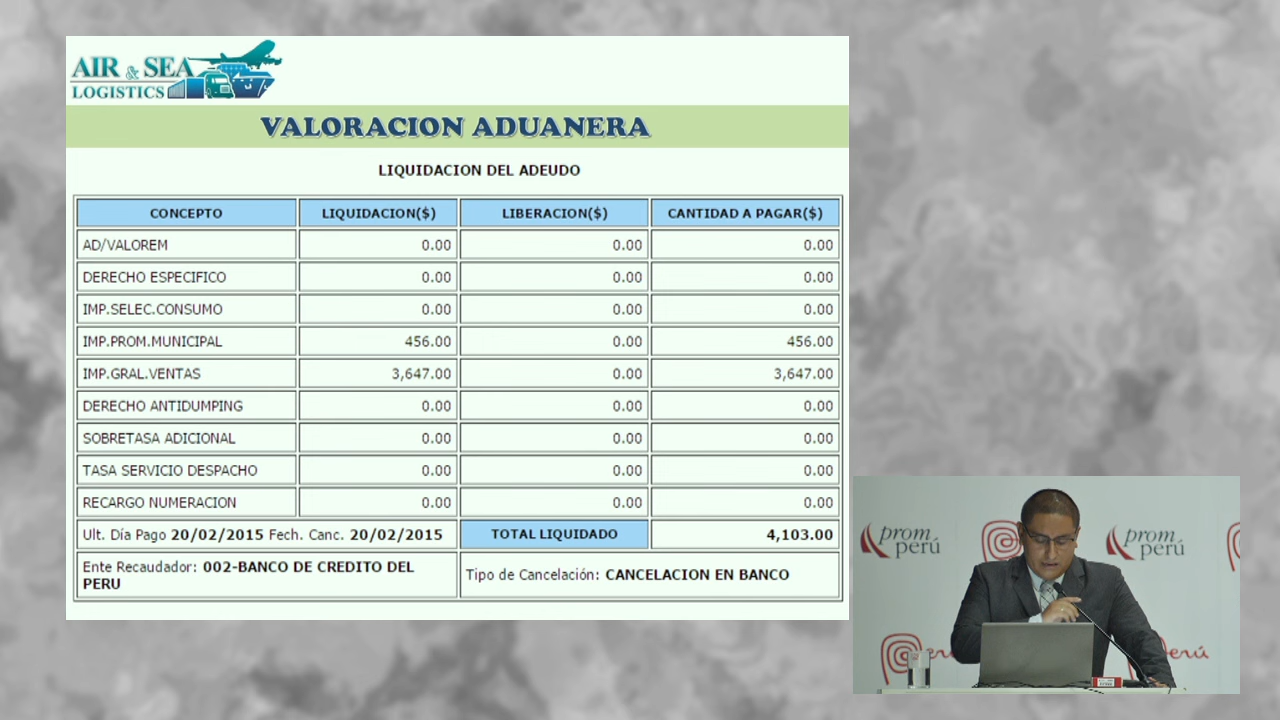 AIR & SEA
LOGISTICS
VALORACION ADUANERA
LIQUIDACION DEL ADEUDO
CONCEPTO LIQUIDACION($) LIBERACION($) CANTIDAD A PAGAR($)
AD/VALOREM 0.00 0.00 0.00
DERECHO ESPECIFICO 0.00 0.00 0.00
IMP.SELEC.CONSUMO 0.00 0.00 0.00
IMP.PROM.MUNICIPAL 456.00 0.00 456.00
IMP.GRAL.VENTAS 3,647.00 0.00 3,647.00
DERECHO ANTIDUMPING 0.00 0.00 0.00
SOBRETASA ADICIONAL 0.00 0.00 0.00
TASA SERVICIO DESPACHO 0.00 0.00 0.00
RECARGO NUMERACION 0.00 0.00 0.00
Ult. Día Pago 20/02/2015 Fech. Canc. 20/02/2015 TOTAL LIQUIDADO 4,103.00
Ente Recaudador: 002-BANCO DE CREDITO DEL
PERU
Tipo de Cancelación: CANCELACION EN BANCO
prom
perú
prom
perú